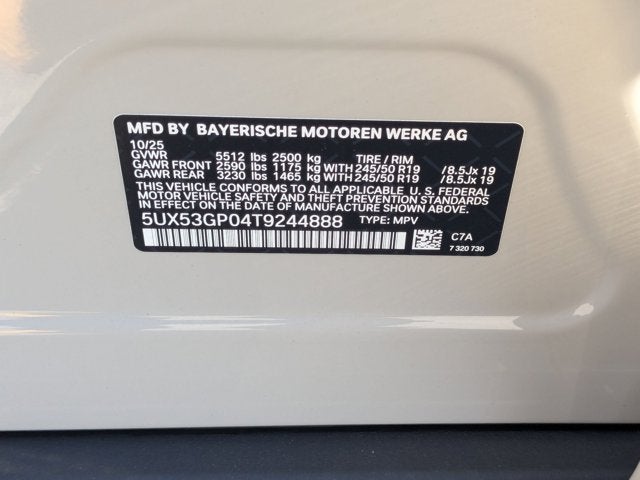 MFD BY BAYERISCHE MOTOREN WERKE AG
10/25
GVWR 5512 lbs 2500 kg TIRE / RIM
GAWR FRONT 2590 lbs 1175 kg WITH 245/50 R19 /8.5Jx 19
GAWR REAR 3230 lbs 1465 kg WITH 245/50 R19 /8.5Jx 19
THIS VEHICLE CONFORMS TO ALL APPLICABLE U. S. FEDERAL
MOTOR VEHICLE SAFETY AND THEFT PREVENTION STANDARDS
IN EFFECT ON THE DATE OF MANUFACTURE SHOWN ABOVE.
5UX53GP04T9244888 TYPE: MPV
C7A
7 320 730